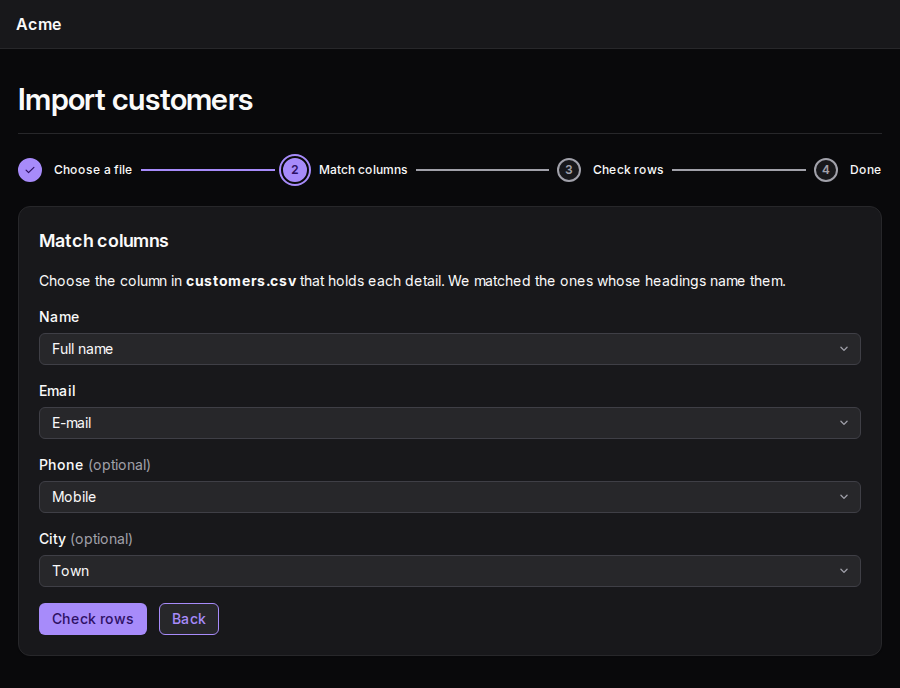 Acme
Import customers
Choose a file 2 Match columns 3 Check rows 4 Done
Match columns
Choose the column in customers.csv that holds each detail. We matched the ones whose headings name them.
Name
Full name
Email
E-mail
Phone (optional)
Mobile
City (optional)
Town
Check rows Back